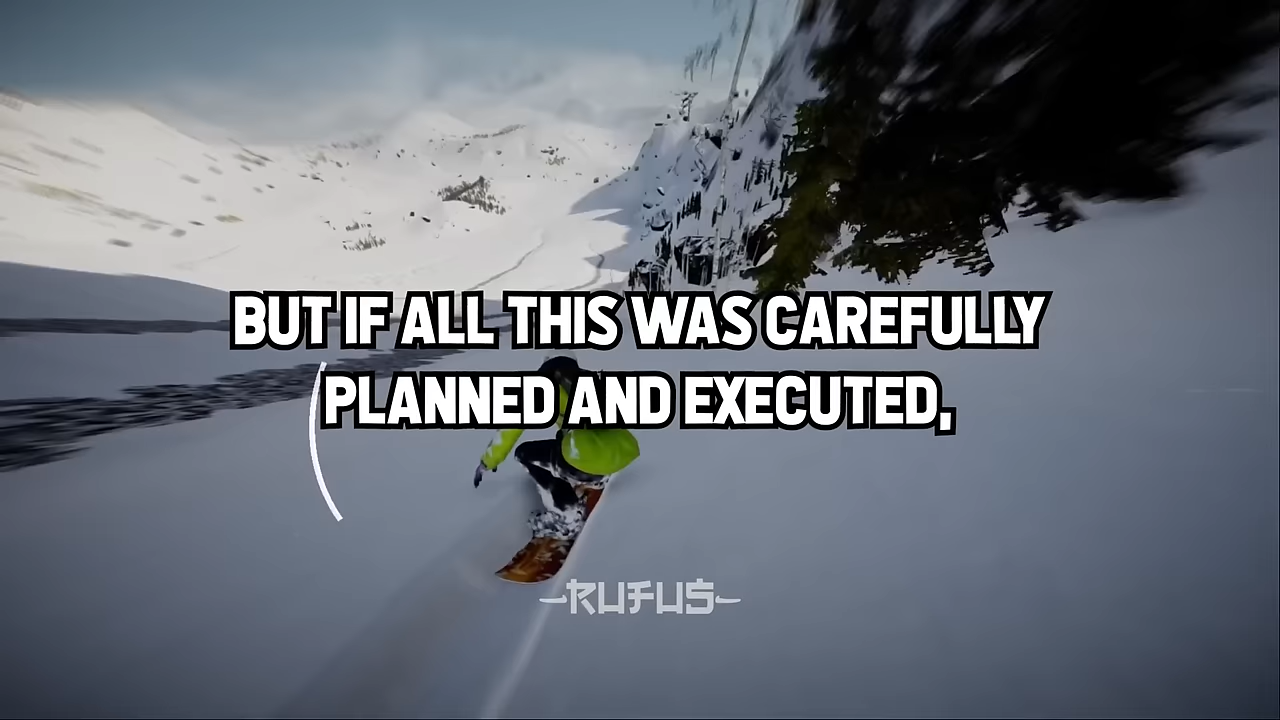 BUT IF ALL THIS WAS CAREFULLY
PLANNED AND EXECUTED,
-RUFUS-